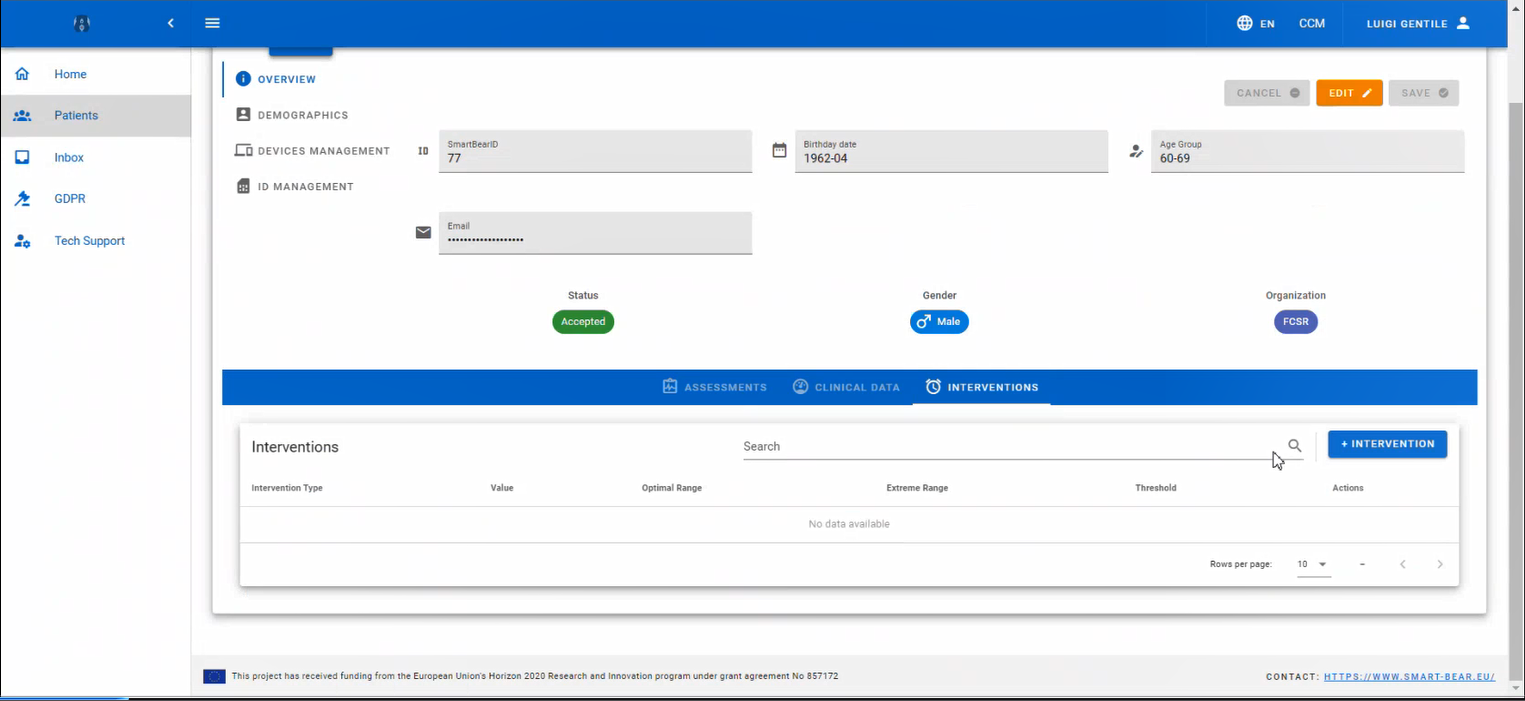 EN
CCM
LUIGI GENTILE
Home
Patients
Inbox
GDPR
Tech Support
OVERVIEW
DEMOGRAPHICS
DEVICES MANAGEMENT
ID MANAGEMENT
CANCEL
EDIT
SAVE
ID
SmartBearID
77
Birthday date
1962-04
Age Group
60-69
Email
•••••••••••••••••••
Status
Accepted
Gender
Male
Organization
FCSR
ASSESSMENTS
CLINICAL DATA
INTERVENTIONS
Interventions
Search
+ INTERVENTION
Intervention Type Value Optimal Range Extreme Range Threshold Actions
No data available
Rows per page: 10 –
This project has received funding from the European Union's Horizon 2020 Research and Innovation program under grant agreement No 857172
CONTACT: HTTPS://WWW.SMART-BEAR.EU/